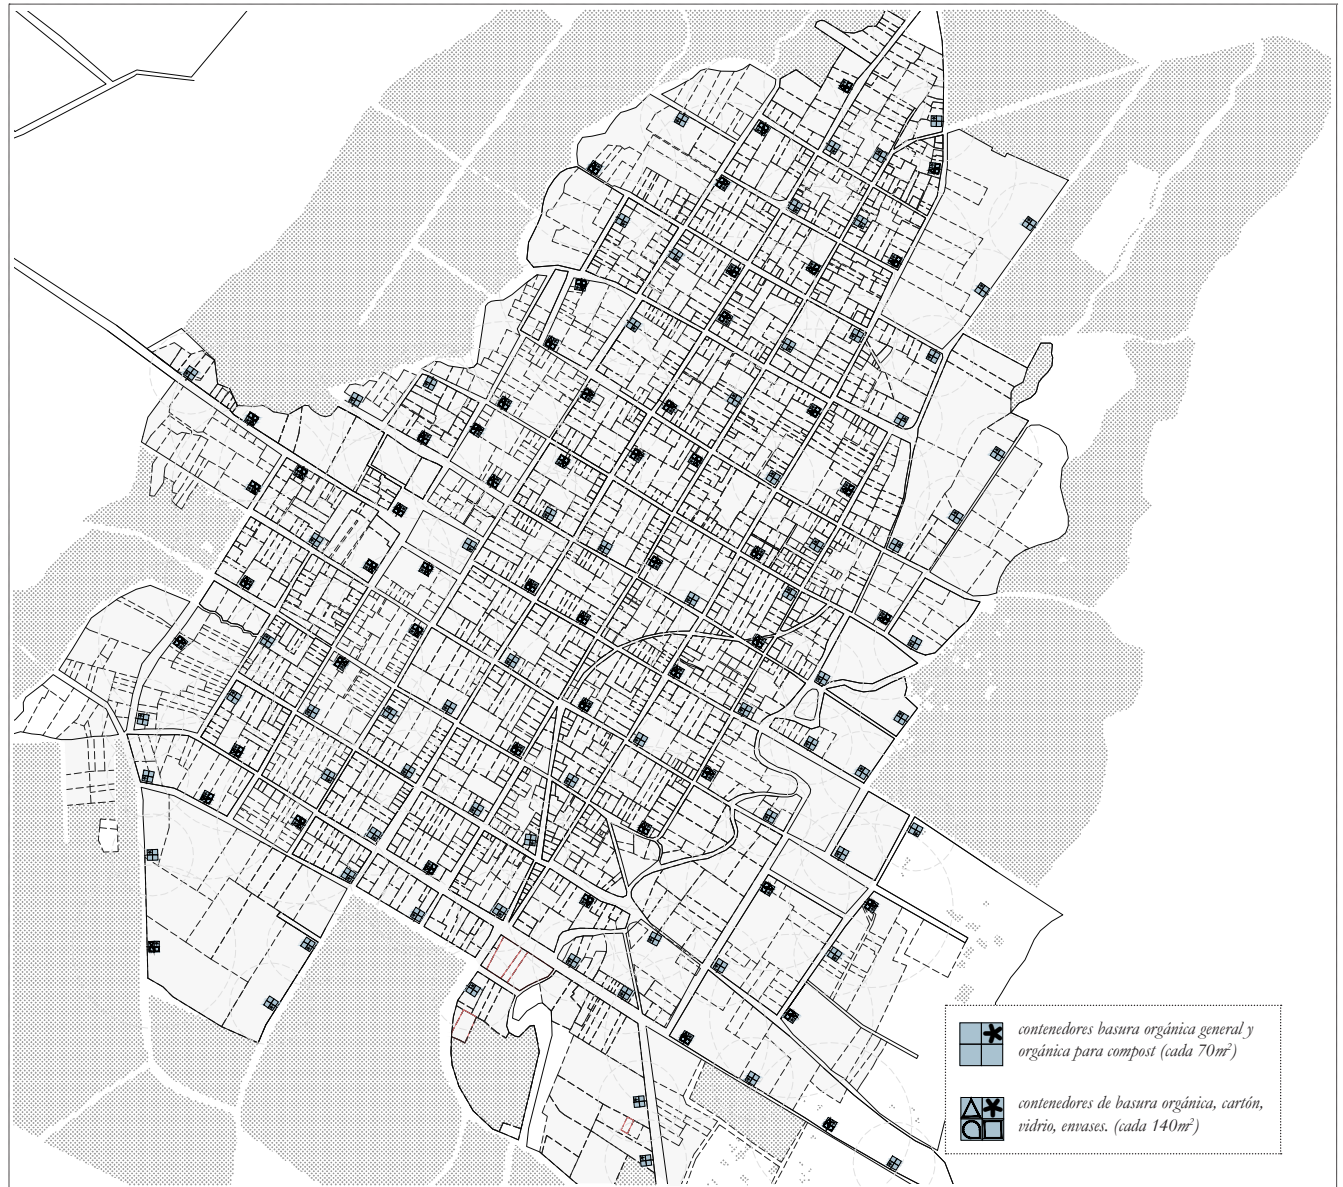 contenedores basura orgánica general y
orgánica para compost (cada 70m²)
contenedores de basura orgánica, cartón,
vidrio, envases. (cada 140m²)